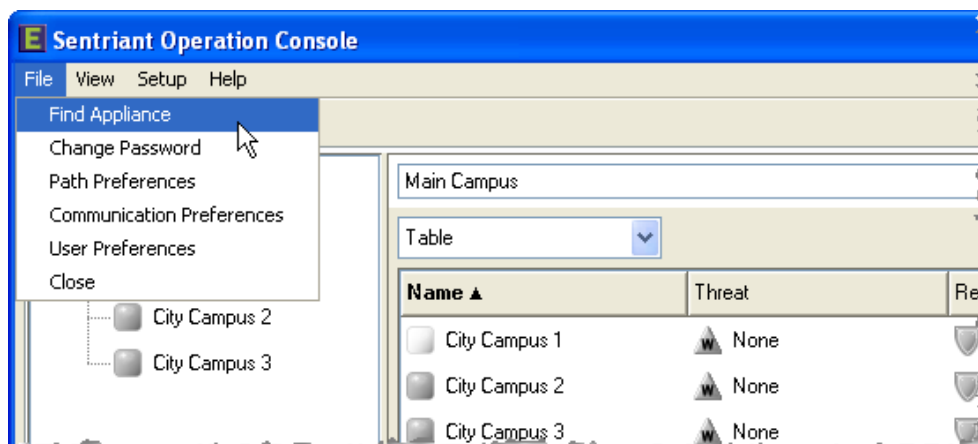 E Sentriant Operation Console
File View Setup Help
Find Appliance
Change Password
Path Preferences
Communication Preferences
User Preferences
Close
City Campus 2
City Campus 3
Main Campus
Table
Name Threat Re
City Campus 1 W None
City Campus 2 W None
City Campus 3 W None